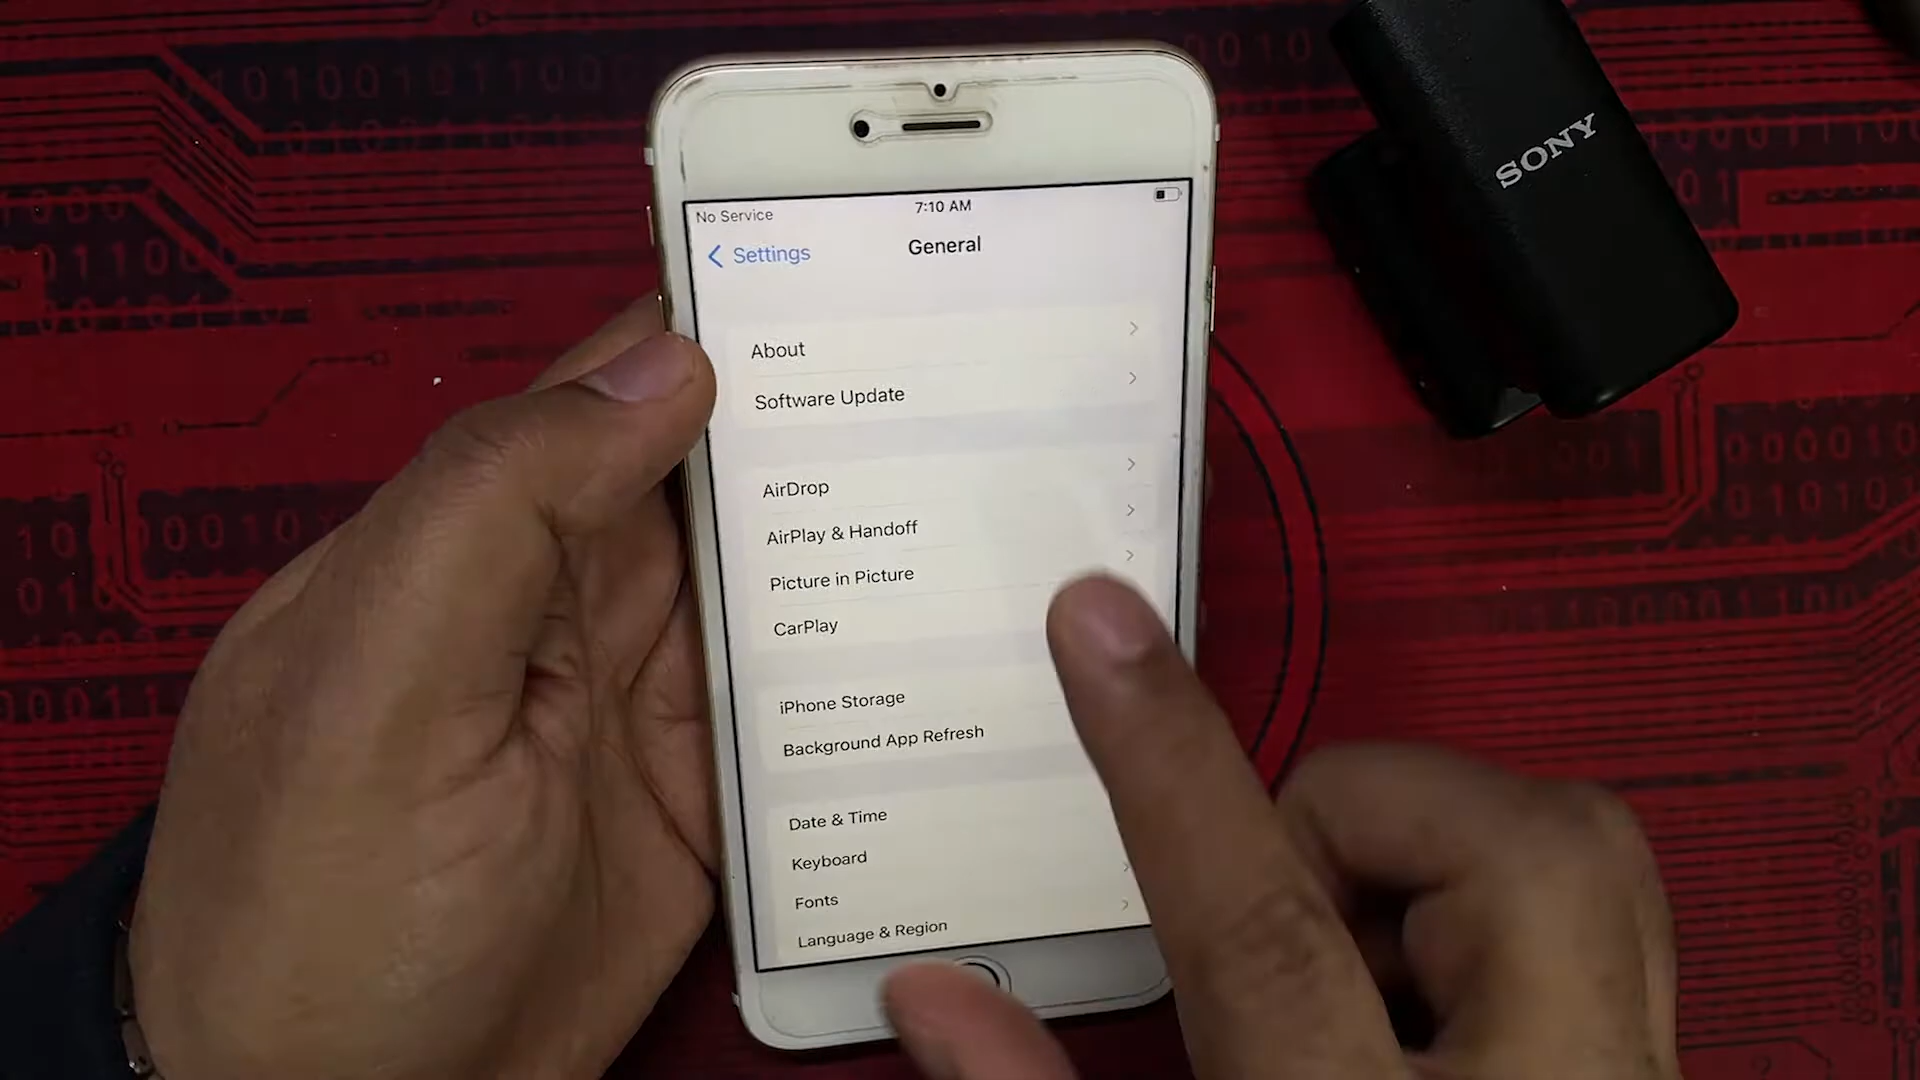 SONY
No Service
7:10 AM
Settings
General
About
Software Update
AirDrop
AirPlay & Handoff
Picture in Picture
CarPlay
iPhone Storage
Background App Refresh
Date & Time
Keyboard
Fonts
Language & Region